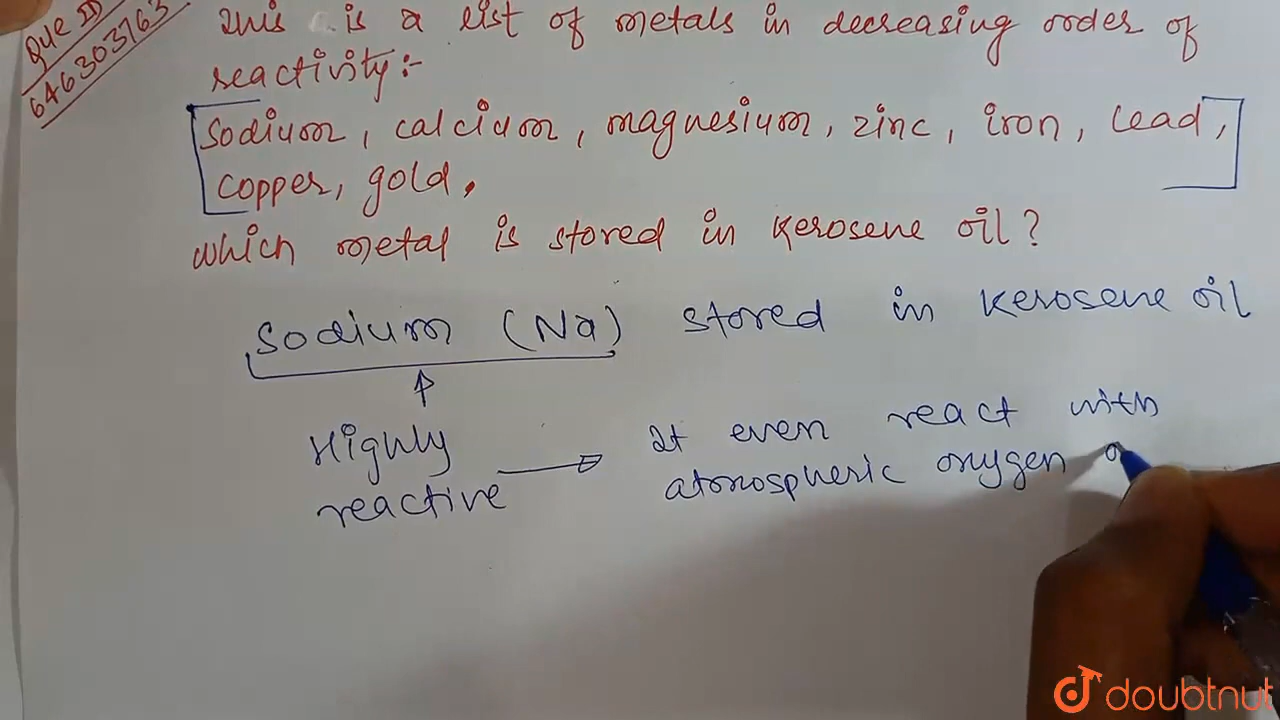 Que ID
646303763
This is a list of metals in decreasing order of
reactivity:-
Sodium, calcium, magnesium, zinc, iron, lead,
copper, gold,
which metal is stored in kerosene oil?
Sodium (Na) stored in kerosene oil
Highly
reactive
It even react with
atmospheric oxygen
doubtnut